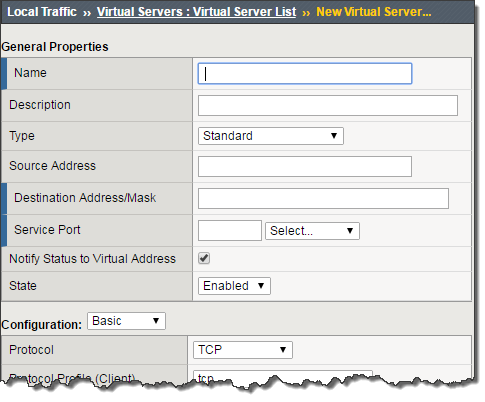 Local Traffic ›› Virtual Servers : Virtual Server List ›› New Virtual Server...
General Properties
Name
Description
Type Standard
Source Address
Destination Address/Mask
Service Port Select...
Notify Status to Virtual Address
State Enabled
Configuration: Basic
Protocol TCP
Protocol Profile (Client) tcp